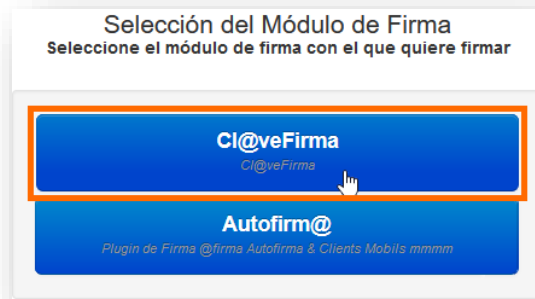 Selección del Módulo de Firma
Seleccione el módulo de firma con el que quiere firmar
Cl@veFirma
Cl@veFirma
Autofirm@
Plugin de Firma @firma Autofirma & Clients Mobils mmmm